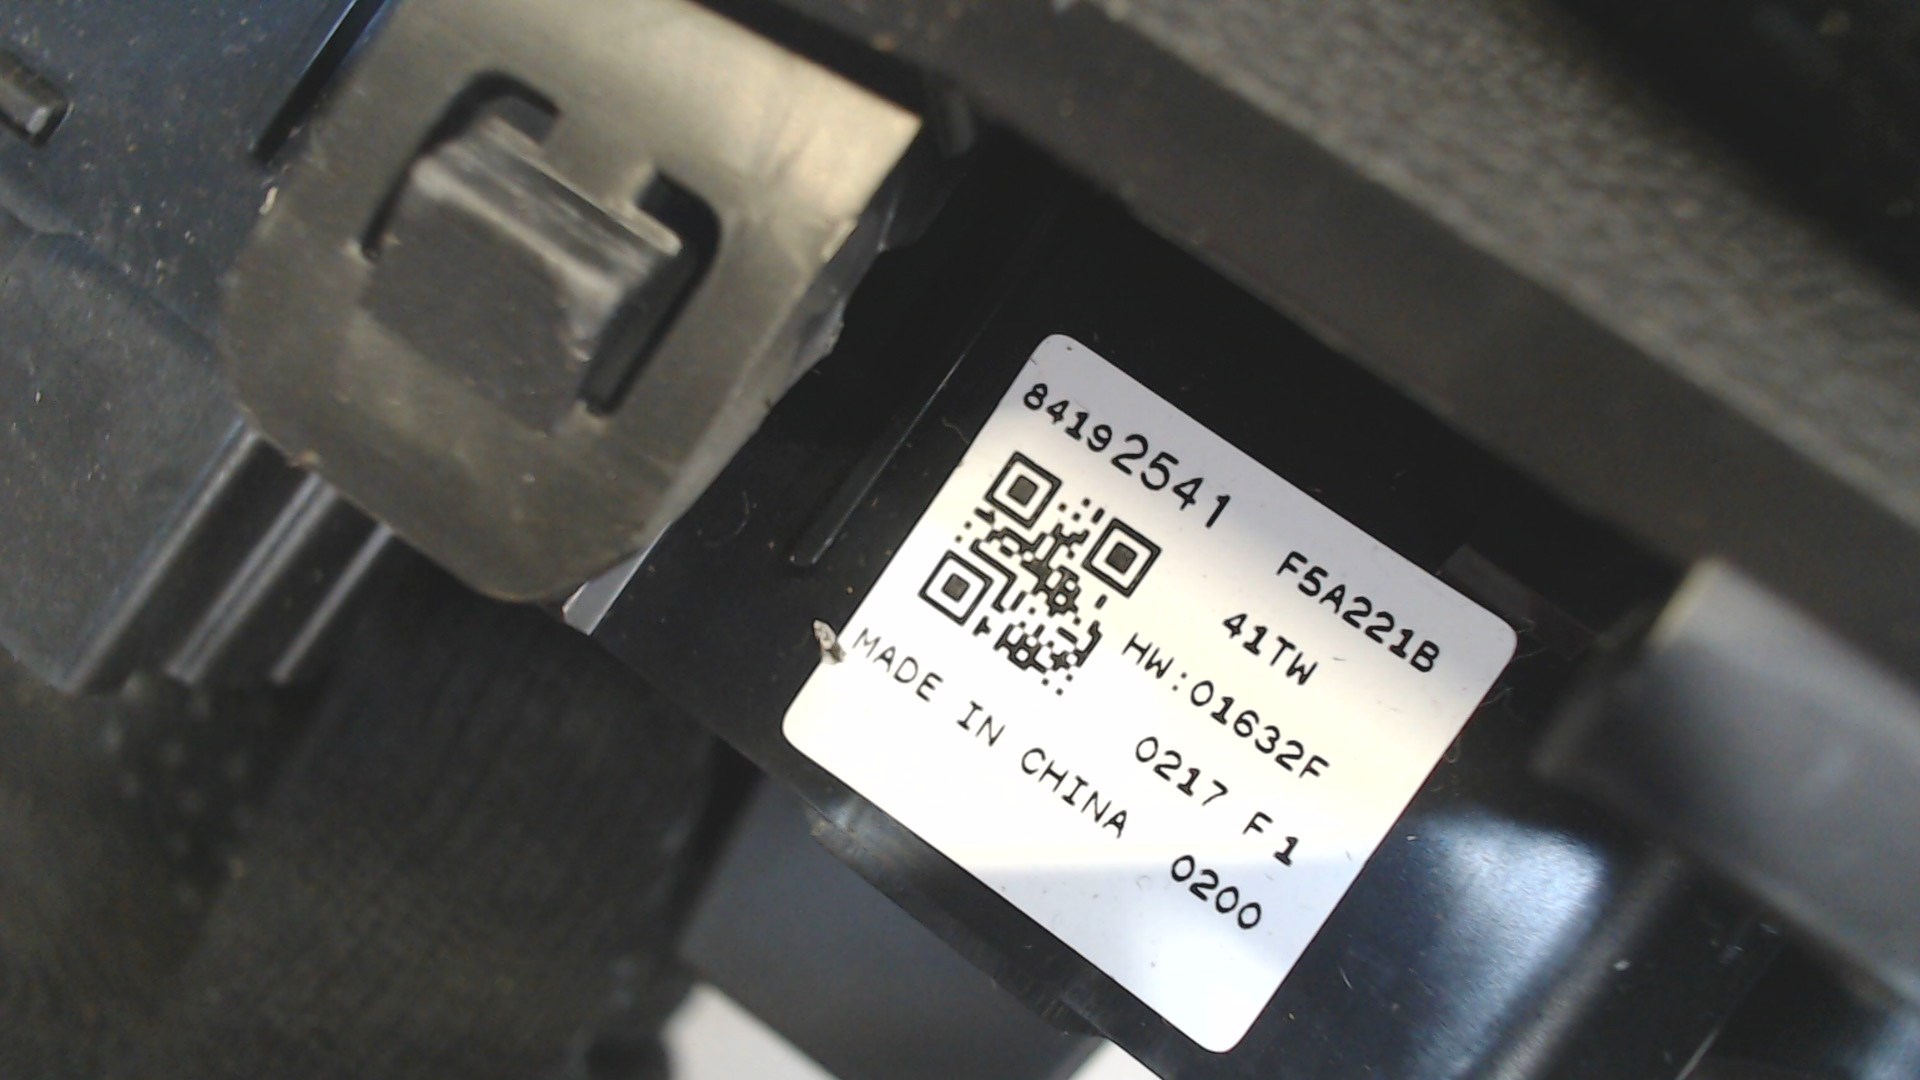 84192541
F5A221B
41TW
HW:01632F
0217 F1
MADE IN CHINA
0200